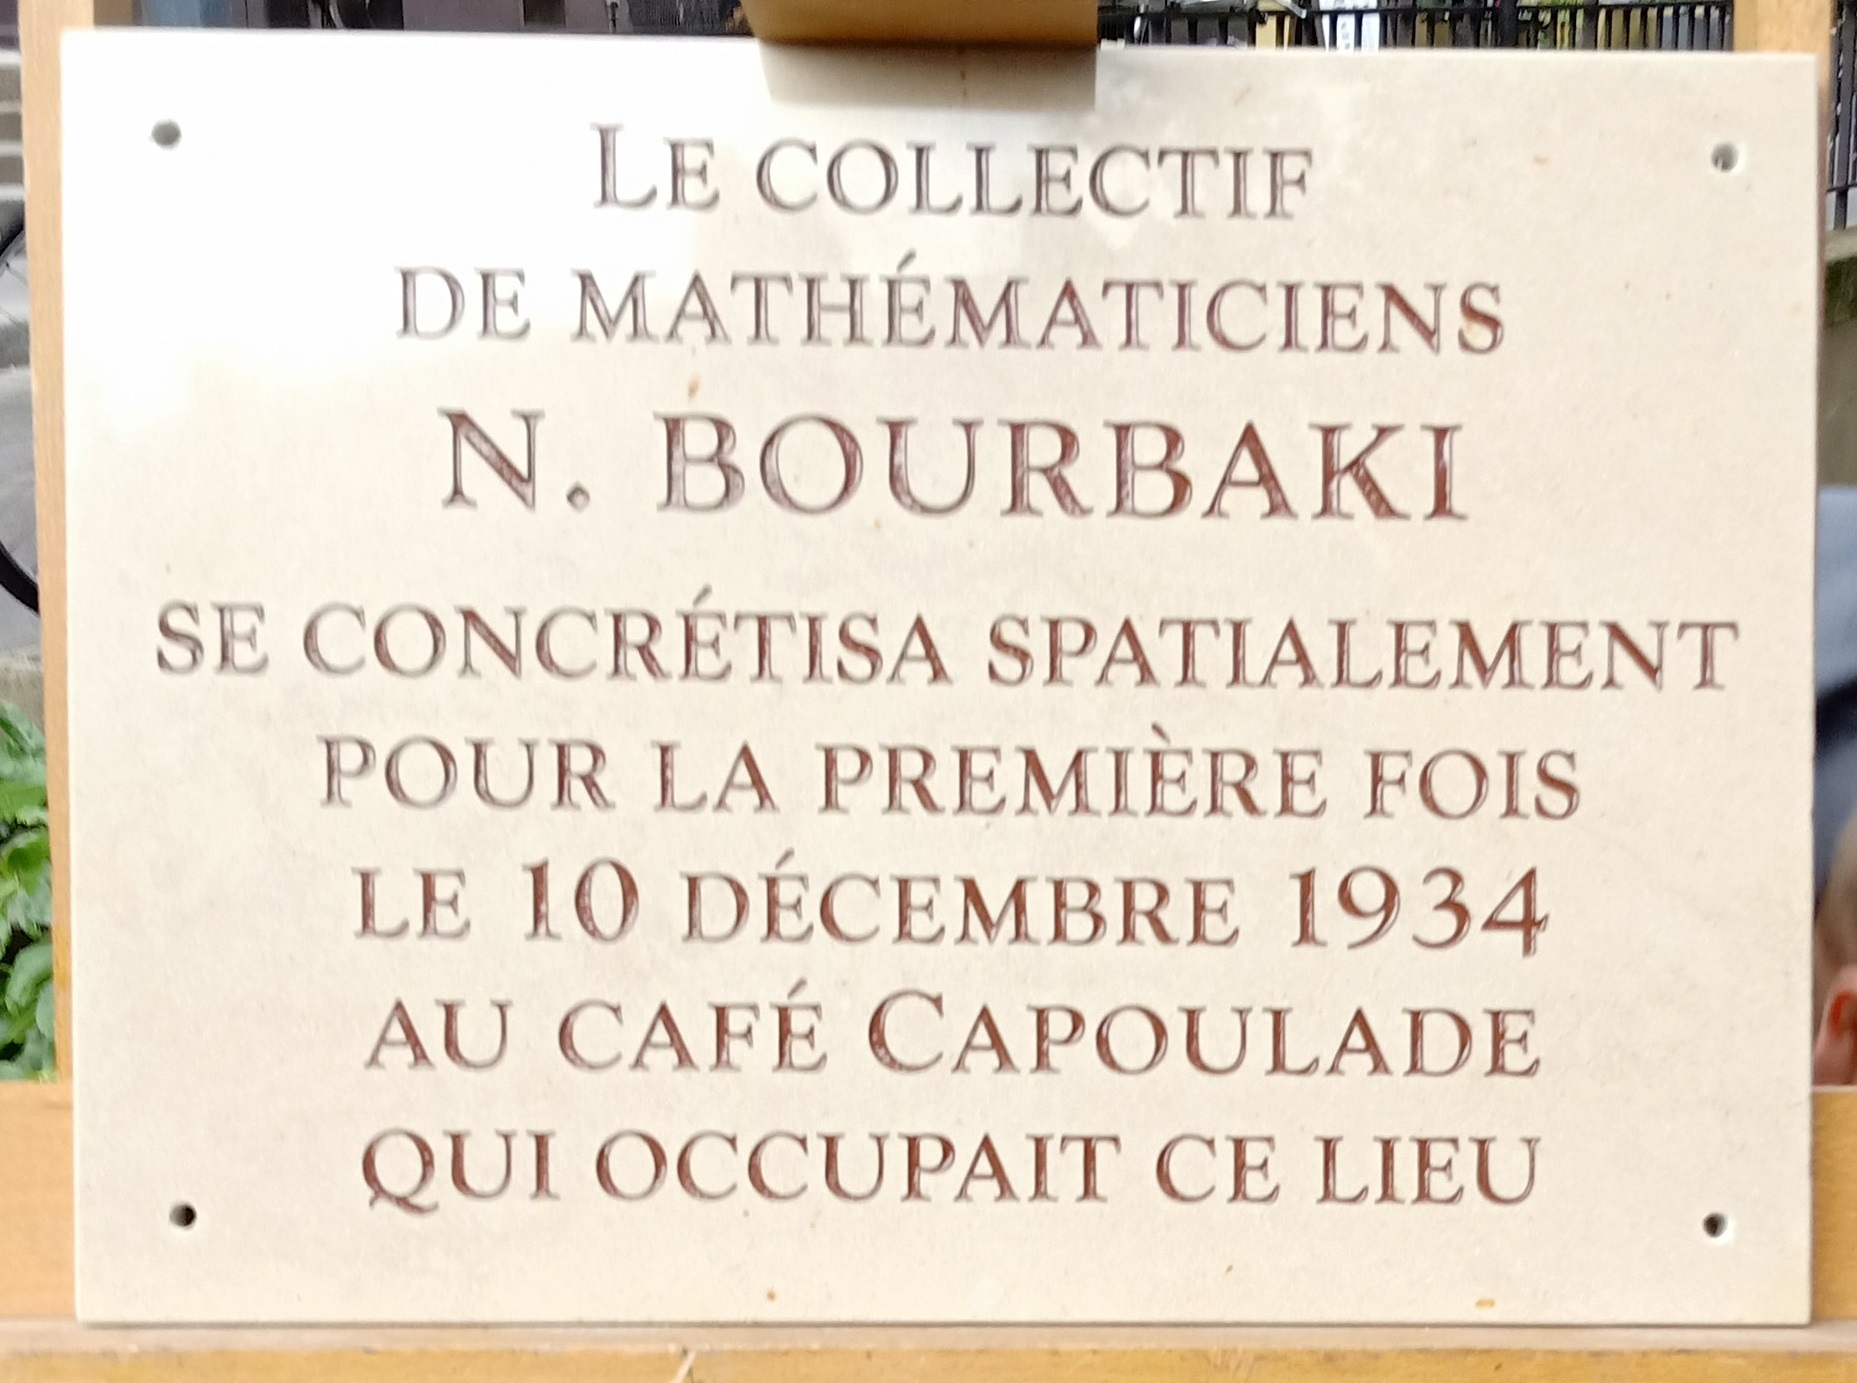 LE COLLECTIF
DE MATHÉMATICIENS
N. BOURBAKI
SE CONCRÉTISA SPATIALEMENT
POUR LA PREMIÈRE FOIS
LE 10 DÉCEMBRE 1934
AU CAFÉ CAPOULADE
QUI OCCUPAIT CE LIEU